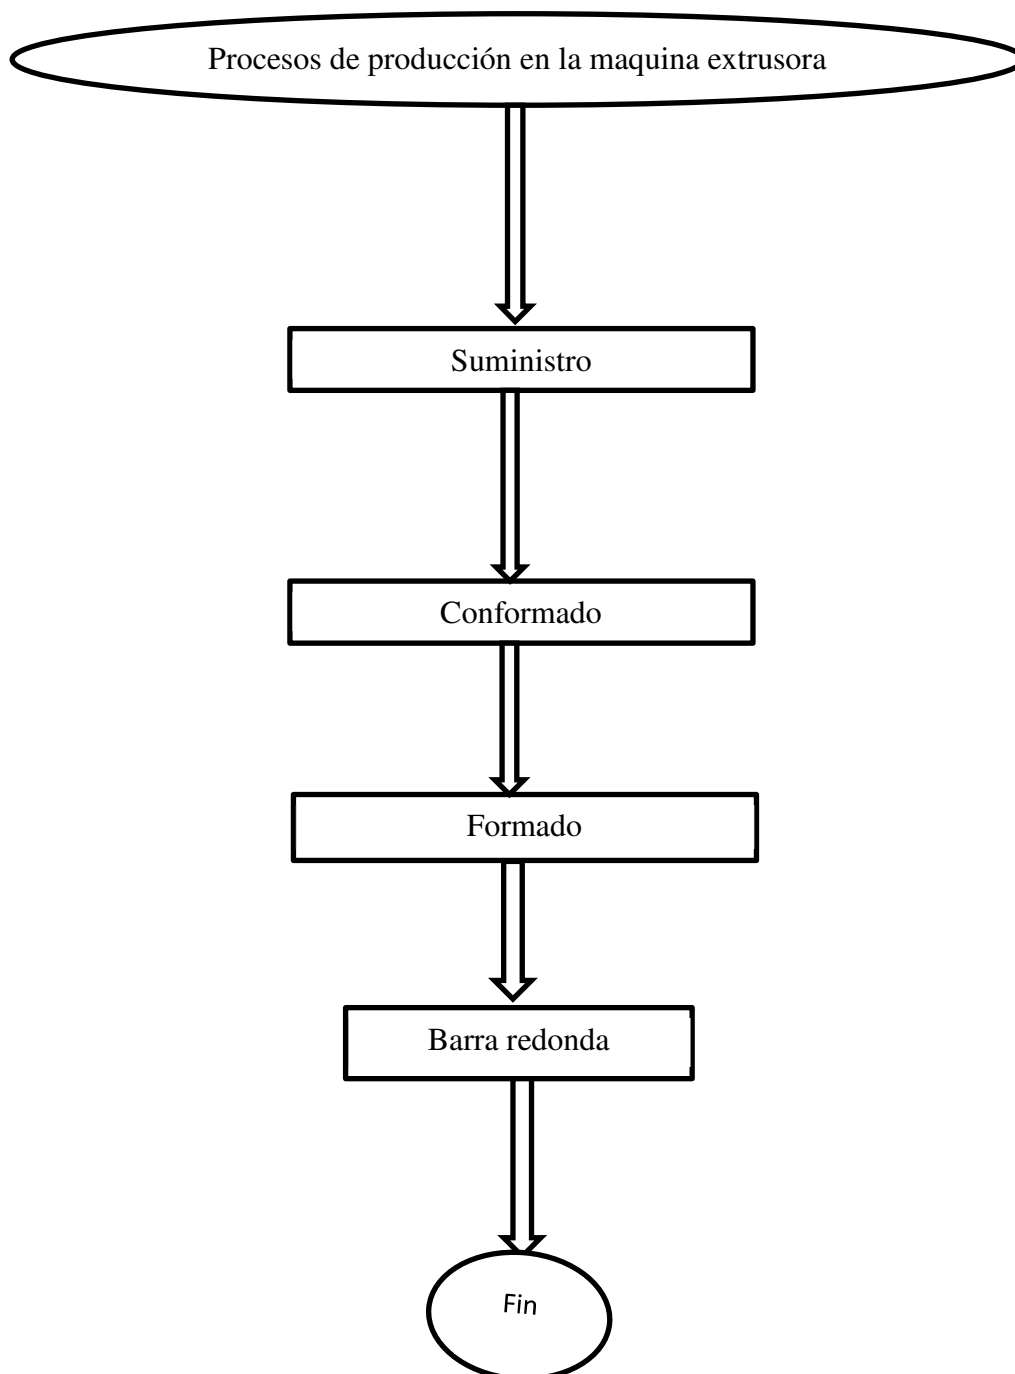 Procesos de producción en la maquina extrusora
Suministro
Conformado
Formado
Barra redonda
Fin